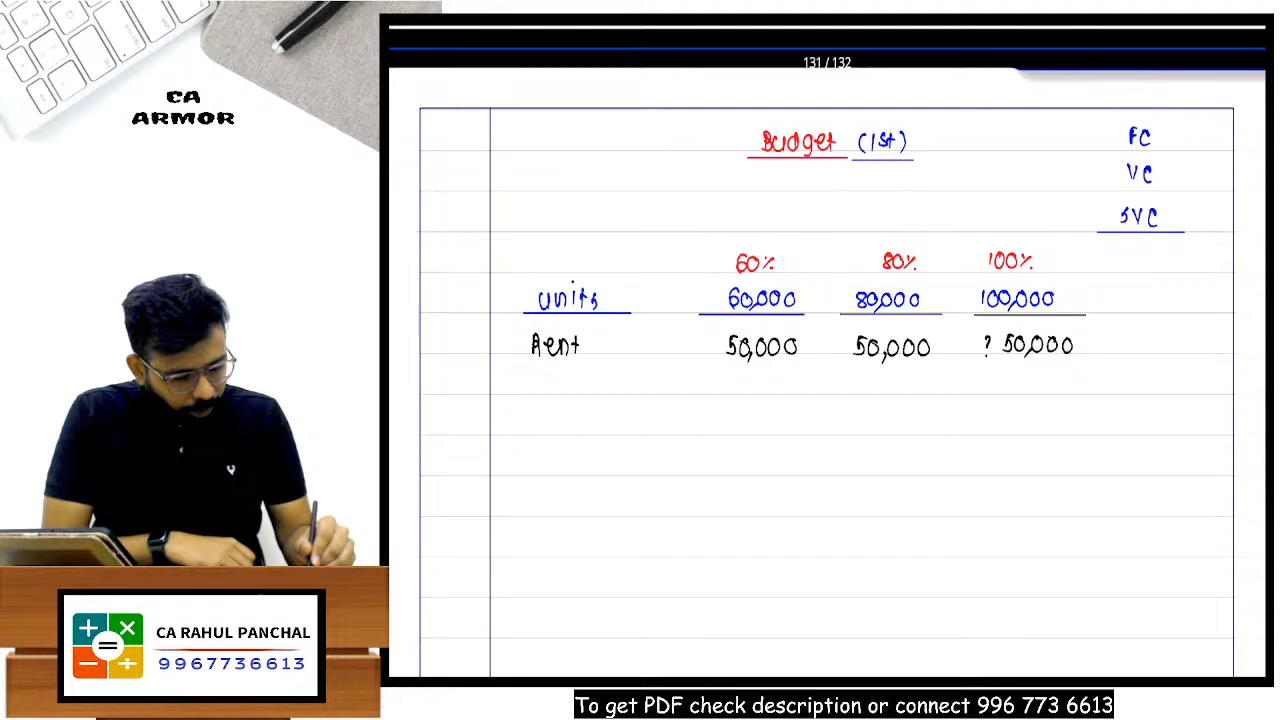 CA
ARMOR
131 / 132
Budget (1st)
FC
VC
SVC
60% 80% 100%
units 60,000 80,000 100,000
Rent 50,000 50,000 ? 50,000
CA RAHUL PANCHAL
9967736613
To get PDF check description or connect 996 773 6613